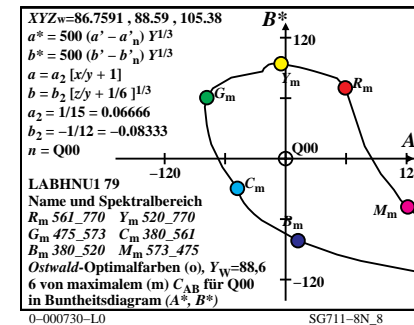 XYZw=86.7591 , 88.59 , 105.38
a* = 500 (a' - a'n) Y1/3
b* = 500 (b' - b'n) Y1/3
a = a2 [x/y + 1]
b = b2 [z/y + 1/6 ]1/3
a2 = 1/15 = 0.06666
b2 = −1/12 = −0.08333
n = Q00
B*
120
Ym
Rm
Gm
Q00
A
−120
12
LABHNU1 79
Name und Spektralbereich
Rm 561_770 Ym 520_770
Gm 475_573 Cm 380_561
Bm 380_520 Mm 573_475
Ostwald-Optimalfarben (o), YW=88,6
6 von maximalem (m) CAB für Q00
in Buntheitsdiagram (A*, B*)
Cm
Mm
Bm
−120
0-000730-L0
SG711-8N_8